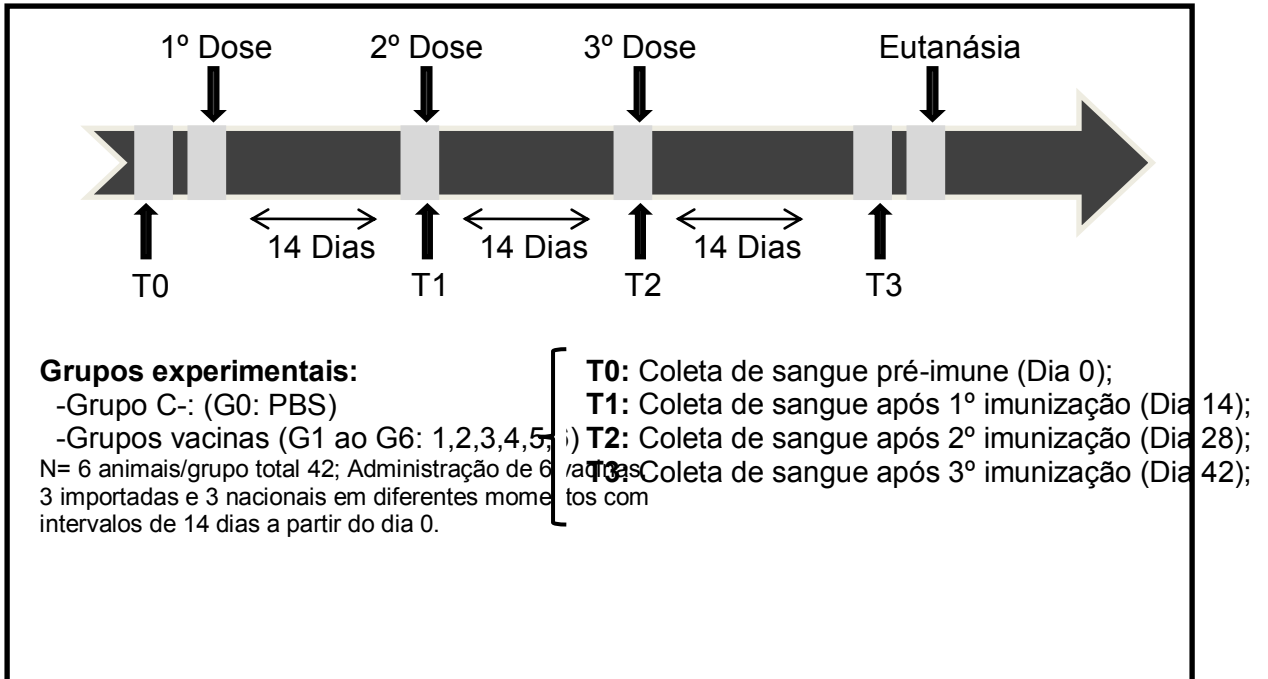 1º Dose 2º Dose 3º Dose Eutanásia
14 Dias 14 Dias 14 Dias
T0 T1 T2 T3
Grupos experimentais:
-Grupo C-: (G0: PBS)
-Grupos vacinas (G1 ao G6: 1,2,3,4,5, )
N= 6 animais/grupo total 42; Administração de 6
3 importadas e 3 nacionais em diferentes momentos com
intervalos de 14 dias a partir do dia 0.
T0: Coleta de sangue pré-imune (Dia 0);
T1: Coleta de sangue após 1º imunização (Dia 14);
T2: Coleta de sangue após 2º imunização (Dia 28);
T3: Coleta de sangue após 3º imunização (Dia 42);